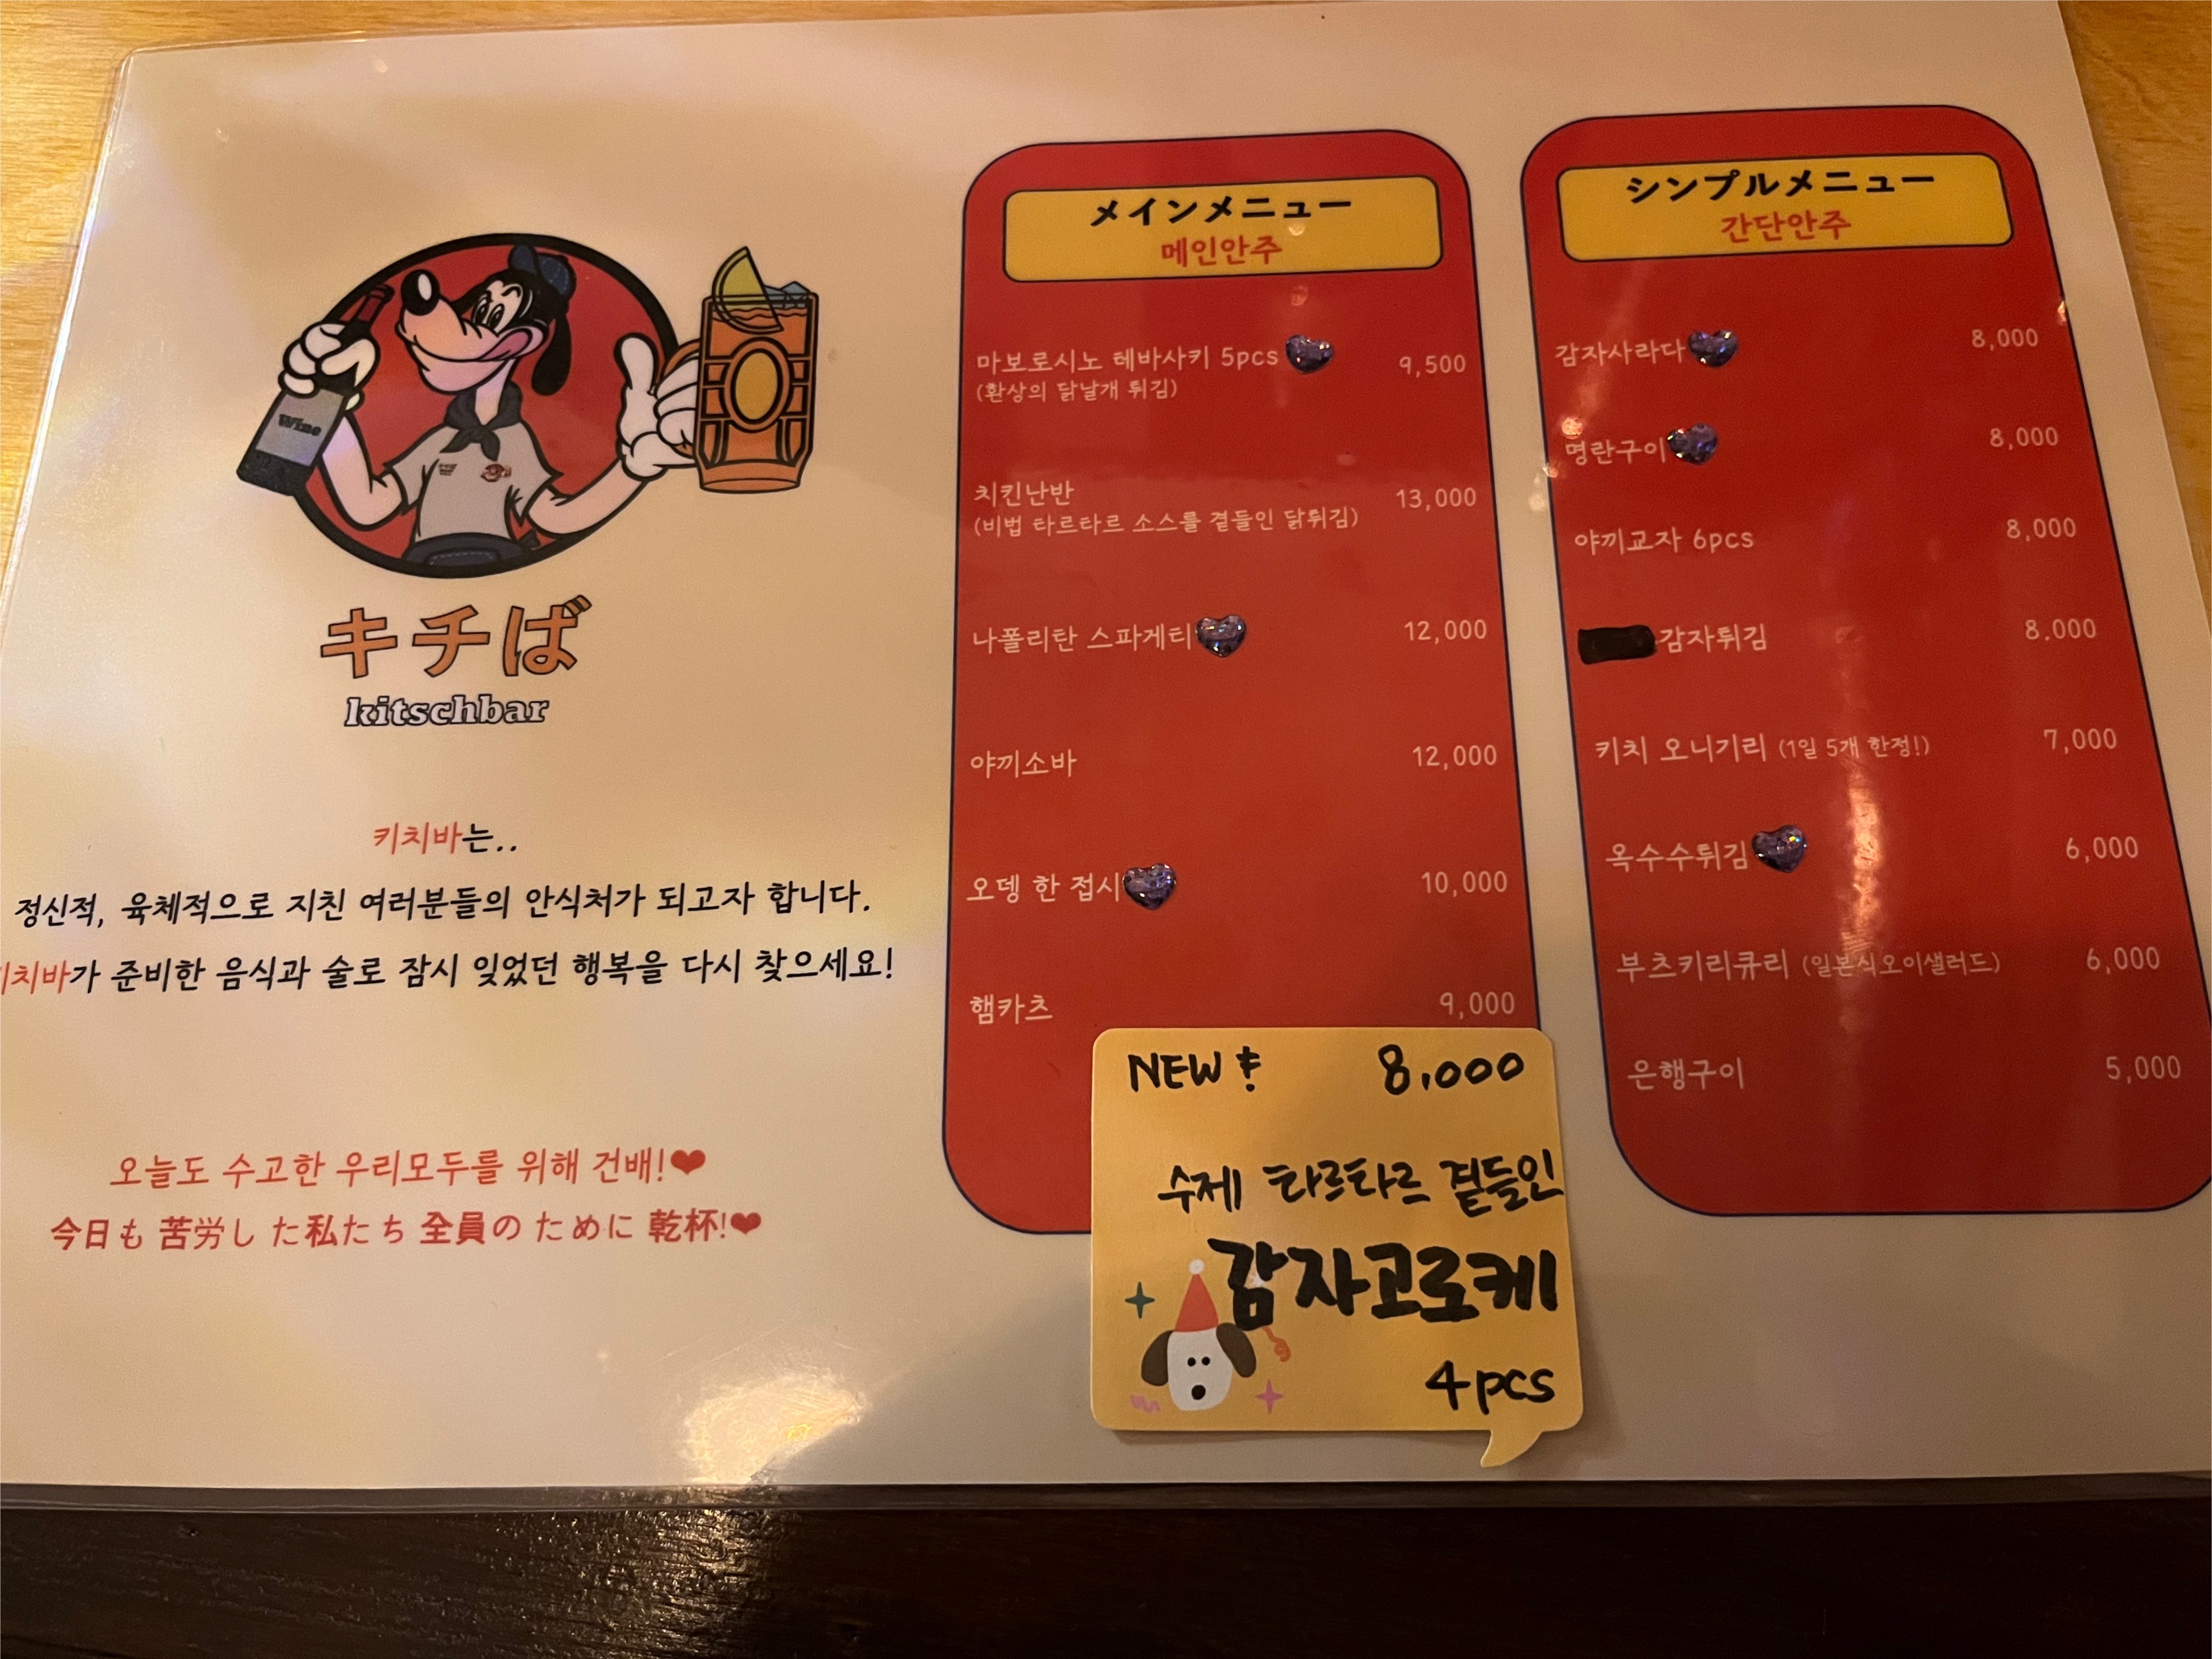 Wine
キチば
kitschbar
키치바는..
정신적, 육체적으로 지친 여러분들의 안식처가 되고자 합니다.
키치바가 준비한 음식과 술로 잠시 잊었던 행복을 다시 찾으세요!
오늘도 수고한 우리모두를 위해 건배!❤
今日も 苦労し た私たち 全員の ために 乾杯!❤
メインメニュー
메인안주
마보로시노 테바사키 5pcs 9,500
(환상의 닭날개 튀김)
치킨난반 13,000
(비법 타르타르 소스를 곁들인 닭튀김)
나폴리탄 스파게티 12,000
야끼소바 12,000
오뎅 한 접시 10,000
햄카츠 9,000
NEW! 8,000
수제 타르타르 곁들인
감자고로케
4pcs
シンプルメニュー
간단안주
감자사라다 8,000
명란구이 8,000
야끼교자 6pcs 8,000
감자튀김 8,000
키치 오니기리 (1일 5개 한정!) 7,000
옥수수튀김 6,000
부츠키리큐리 (일본식오이샐러드) 6,000
은행구이 5,000